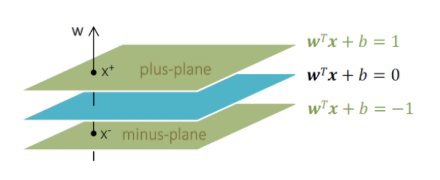 w
x⁺ plus-plane wᵀx + b = 1
wᵀx + b = 0
x⁻ minus-plane wᵀx + b = −1